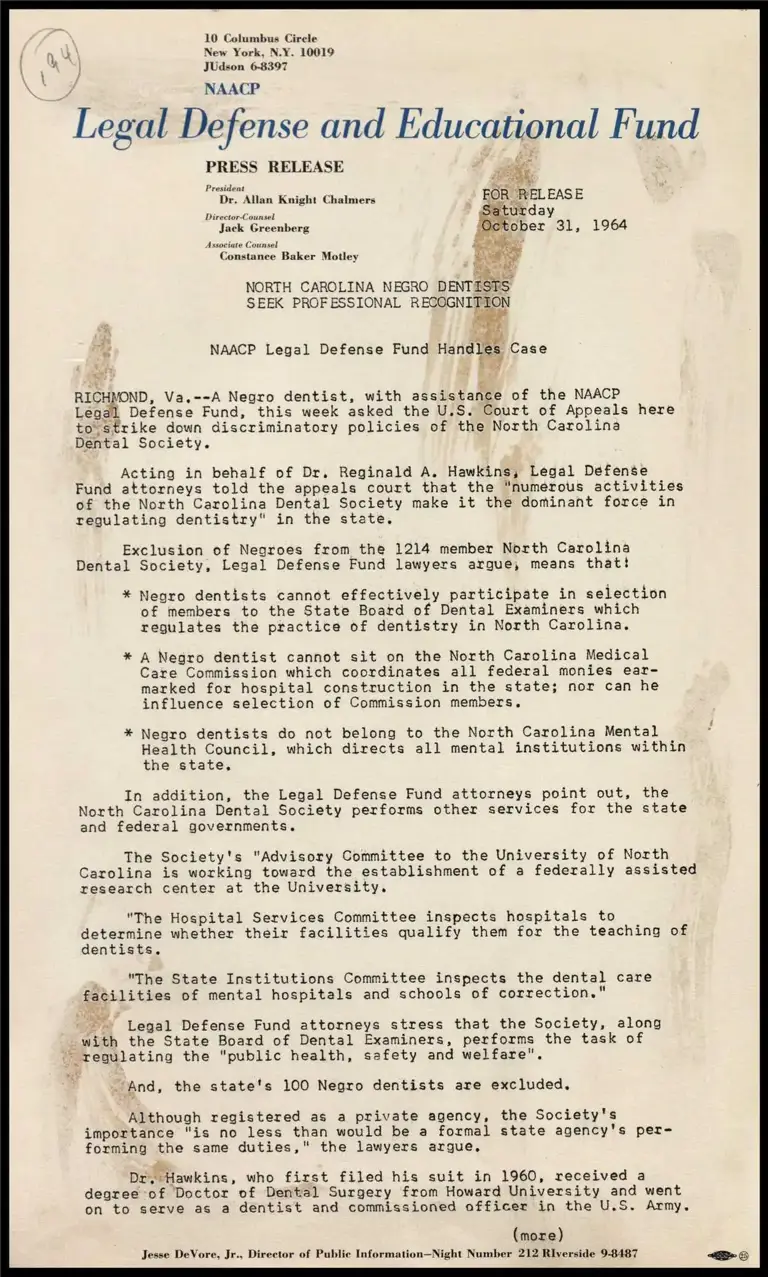 194
10 Columbus Circle
New York, N.Y. 10019
JUdson 6-8397
NAACP
Legal Defense and Educational Fund
PRESS RELEASE
President
Dr. Allan Knight Chalmers
Director-Counsel
Jack Greenberg
Associate Counsel
Constance Baker Motley
FOR RELEASE
Saturday
October 31, 1964
NORTH CAROLINA NEGRO DENTISTS
SEEK PROFESSIONAL RECOGNITION
NAACP Legal Defense Fund Handles Case
RICHMOND, Va.--A Negro dentist, with assistance of the NAACP
Legal Defense Fund, this week asked the U.S. Court of Appeals here
to strike down discriminatory policies of the North Carolina
Dental Society.
Acting in behalf of Dr. Reginald A. Hawkins, Legal Defense
Fund attorneys told the appeals court that the "numerous activities
of the North Carolina Dental Society make it the dominant force in
regulating dentistry" in the state.
Exclusion of Negroes from the 1214 member North Carolina
Dental Society, Legal Defense Fund lawyers argue, means that:
* Negro dentists cannot effectively participate in selection
of members to the State Board of Dental Examiners which
regulates the practice of dentistry in North Carolina.
* A Negro dentist cannot sit on the North Carolina Medical
Care Commission which coordinates all federal monies ear-
marked for hospital construction in the state; nor can he
influence selection of Commission members.
* Negro dentists do not belong to the North Carolina Mental
Health Council, which directs all mental institutions within
the state.
In addition, the Legal Defense Fund attorneys point out, the
North Carolina Dental Society performs other services for the state
and federal governments.
The Society's "Advisory Committee to the University of North
Carolina is working toward the establishment of a federally assisted
research center at the University.
"The Hospital Services Committee inspects hospitals to
determine whether their facilities qualify them for the teaching of
dentists.
"The State Institutions Committee inspects the dental care
facilities of mental hospitals and schools of correction."
Legal Defense Fund attorneys stress that the Society, along
with the State Board of Dental Examiners, performs the task of
regulating the "public health, safety and welfare".
And, the state's 100 Negro dentists are excluded.
Although registered as a private agency, the Society's
importance "is no less than would be a formal state agency's per-
forming the same duties," the lawyers argue.
Dr. Hawkins, who first filed his suit in 1960, received a
degree of Doctor of Dental Surgery from Howard University and went
on to serve as a dentist and commissioned officer in the U.S. Army.
(more)
Jesse DeVore, Jr., Director of Public Information—Night Number 212 RIverside 9-8487